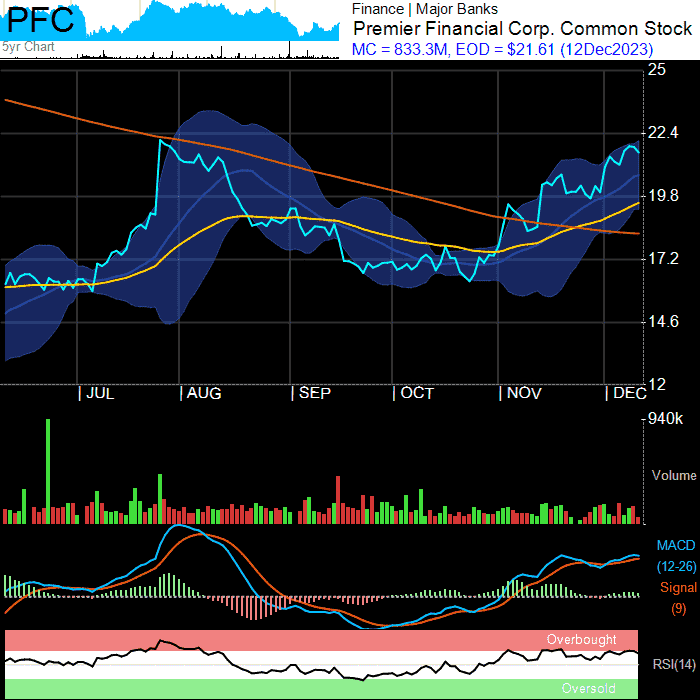 PFC
5yr Chart
Finance | Major Banks
Premier Financial Corp. Common Stock
MC = 833.3M, EOD = $21.61 (12Dec2023)
25
22.4
19.8
17.2
14.6
12
| JUL | AUG | SEP | OCT | NOV | DEC
940k
Volume
MACD
(12-26)
Signal
(9)
Overbought
RSI(14)
Oversold